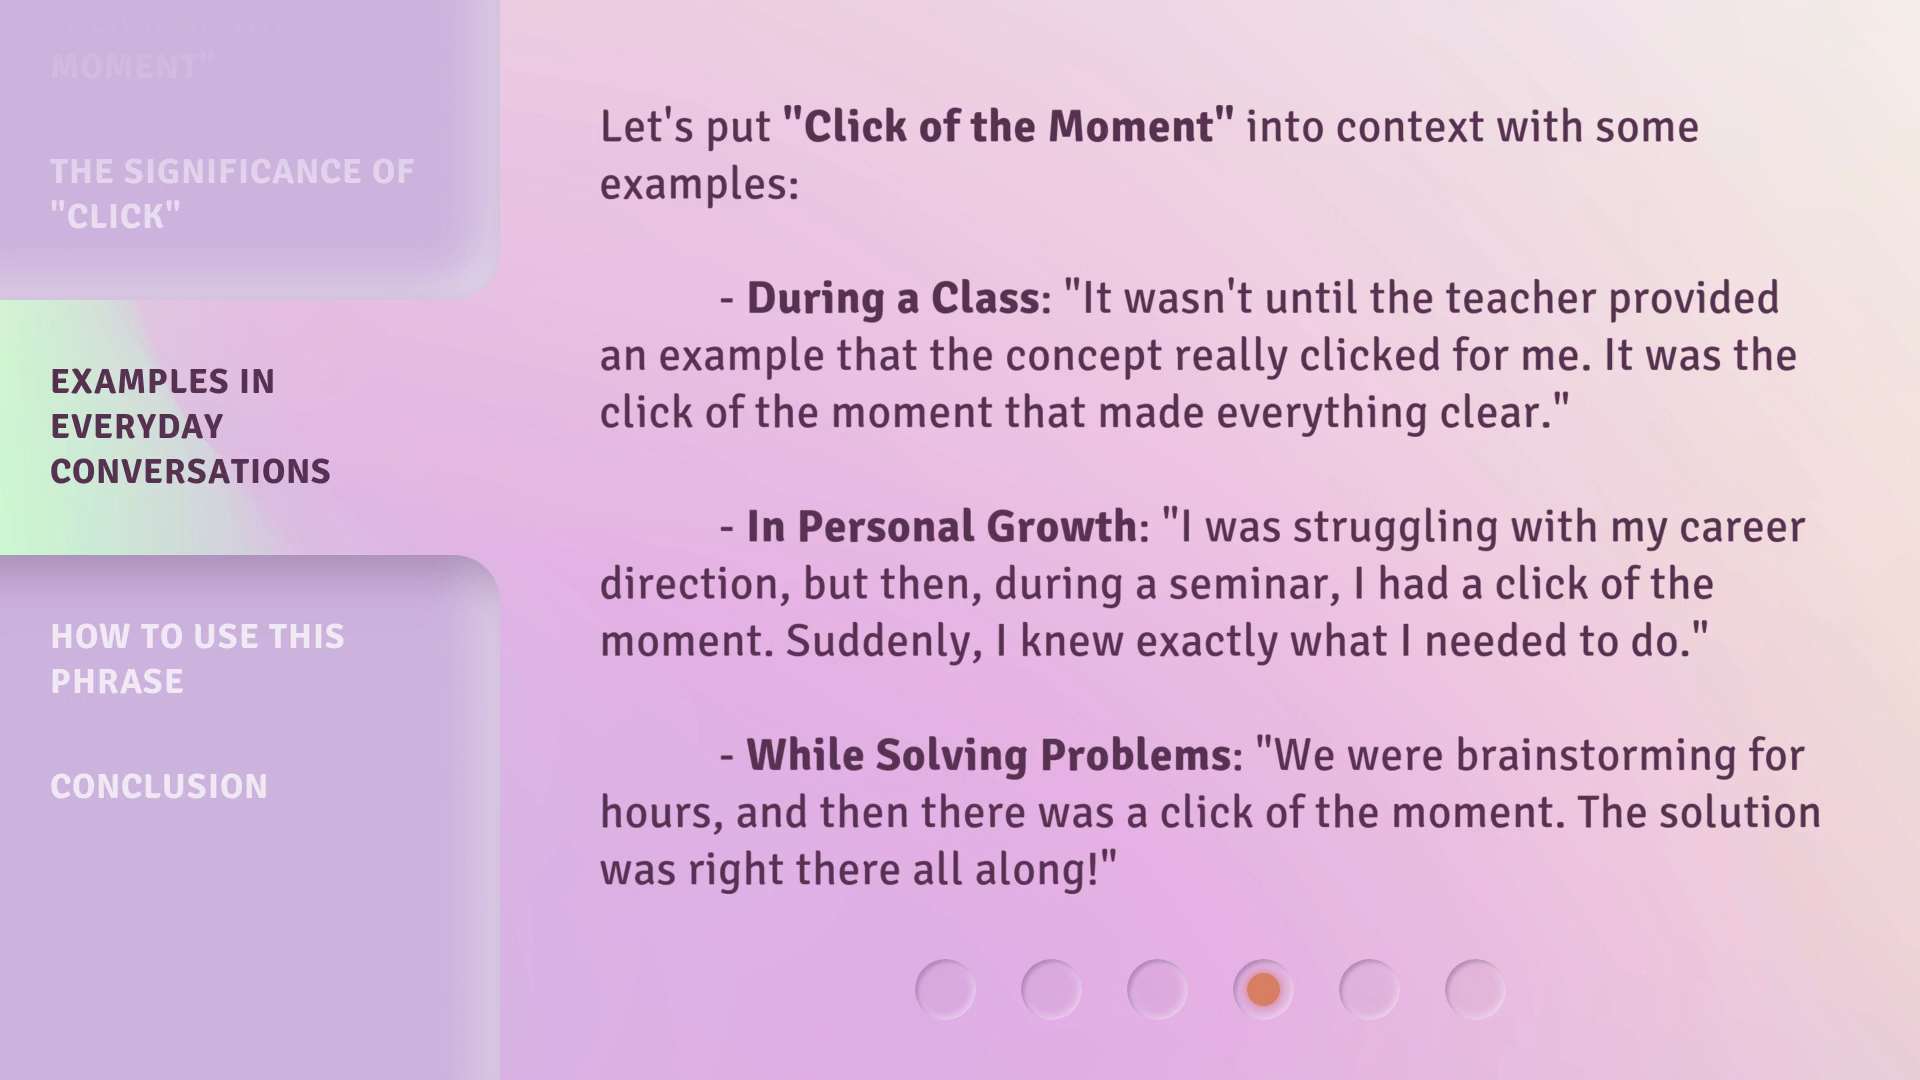 MOMENT"
THE SIGNIFICANCE OF
"CLICK"
EXAMPLES IN
EVERYDAY
CONVERSATIONS
HOW TO USE THIS
PHRASE
CONCLUSION
Let's put "Click of the Moment" into context with some
examples:
- During a Class: "It wasn't until the teacher provided
an example that the concept really clicked for me. It was the
click of the moment that made everything clear."
- In Personal Growth: "I was struggling with my career
direction, but then, during a seminar, I had a click of the
moment. Suddenly, I knew exactly what I needed to do."
- While Solving Problems: "We were brainstorming for
hours, and then there was a click of the moment. The solution
was right there all along!"